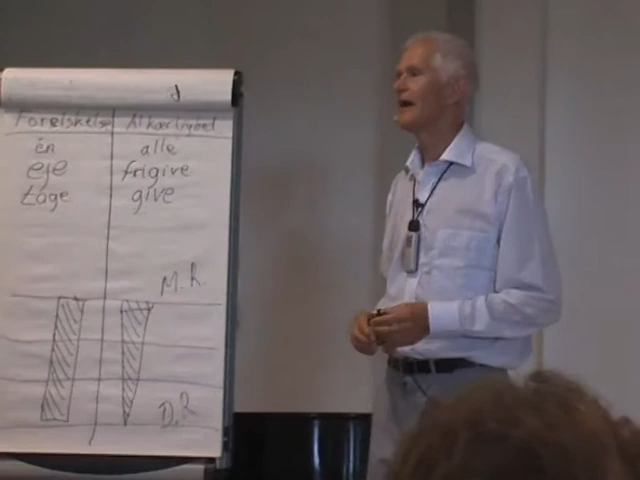 Forelskelse Alkærlighed
én alle
eje frigive
tage give
M.R.
D.R